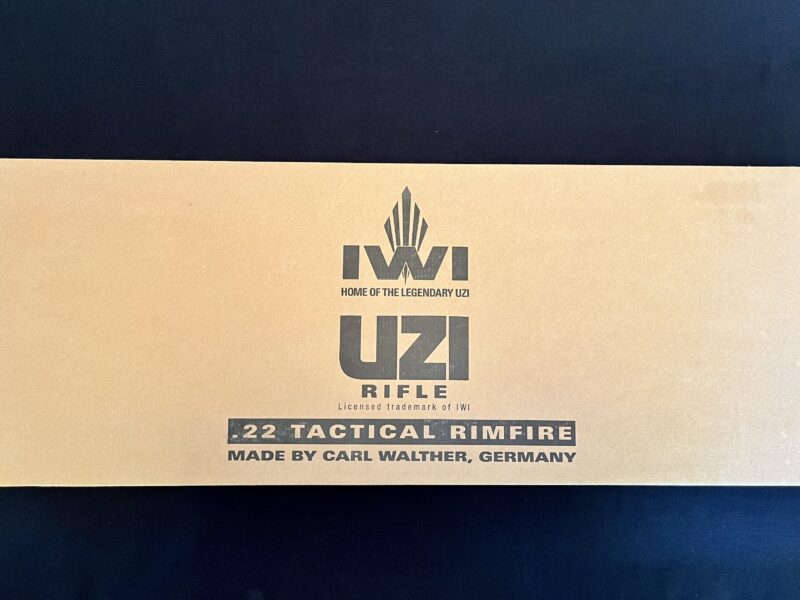 IWI
HOME OF THE LEGENDARY UZI
UZI
RIFLE
Licensed trademark of IWI
.22 TACTICAL RIMFIRE
MADE BY CARL WALTHER, GERMANY